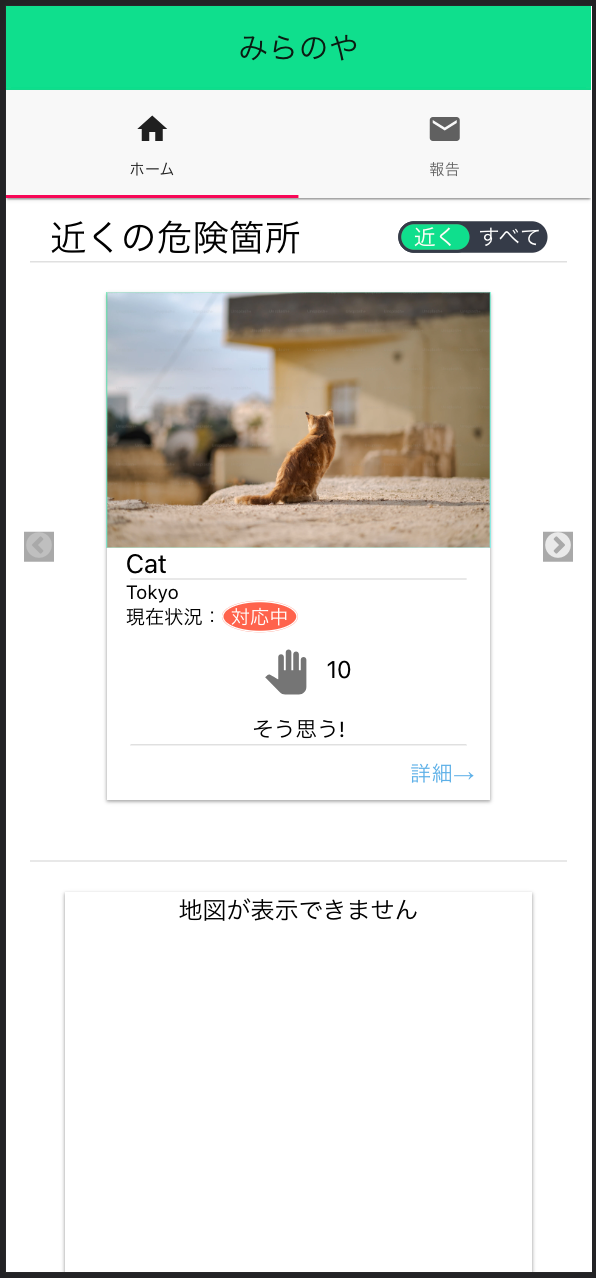 みらのや
ホーム
報告
近くの危険箇所
近く すべて
Cat
Tokyo
現在状況：対応中
10
そう思う!
詳細→
地図が表示できません